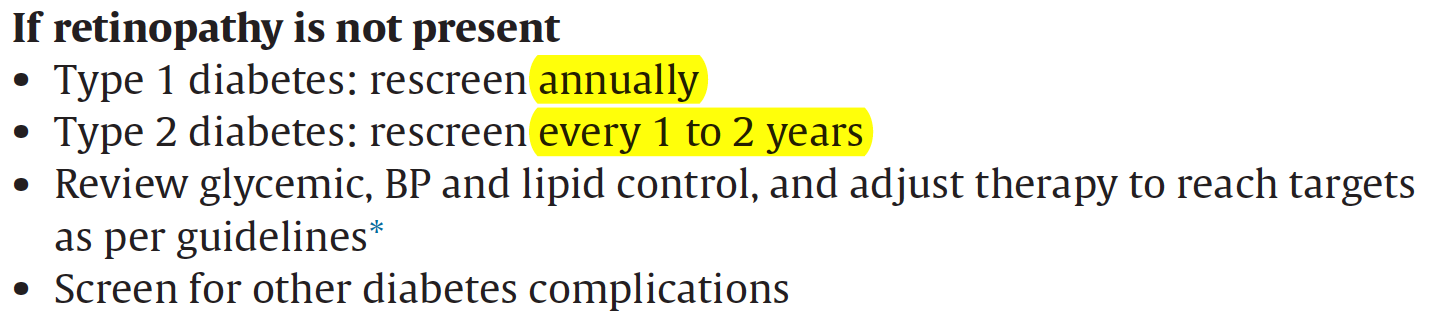 If retinopathy is not present
• Type 1 diabetes: rescreen annually
• Type 2 diabetes: rescreen every 1 to 2 years
• Review glycemic, BP and lipid control, and adjust therapy to reach targets
as per guidelines*
• Screen for other diabetes complications